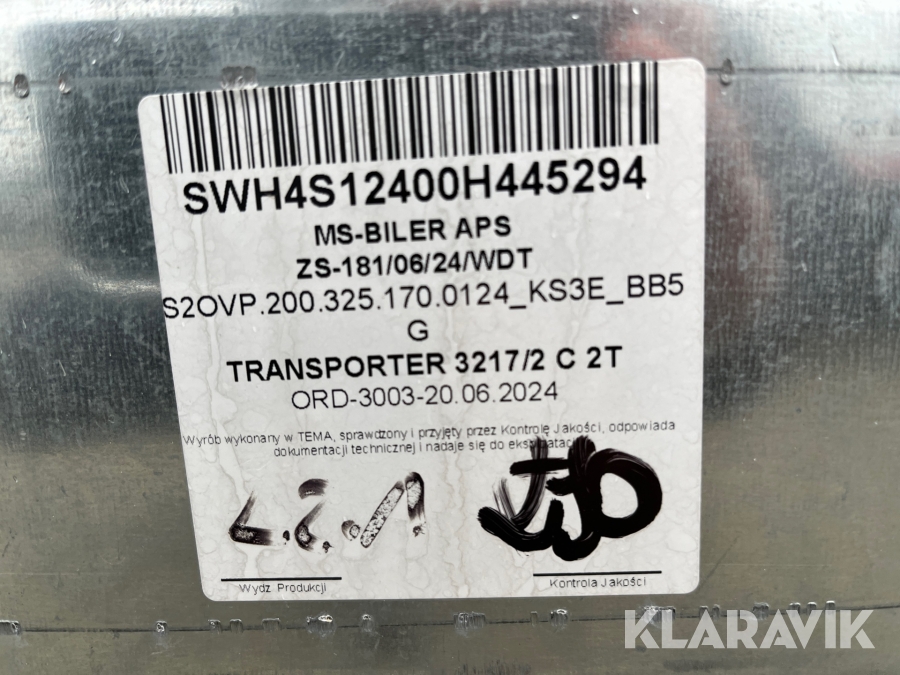 SWH4S12400H445294
MS-BILER APS
ZS-181/06/24/WDT
S2OVP.200.325.170.0124_KS3E_BB5
G
TRANSPORTER 3217/2 C 2T
ORD-3003-20.06.2024
Wyrób wykonany w TEMA, sprawdzony i przyjęty przez Kontrolę Jakości, odpowiada
dokumentacji technicznej i nadaje się do eksploatacji
Wydz Produkcji
Kontrola Jakości
KLARAVIK